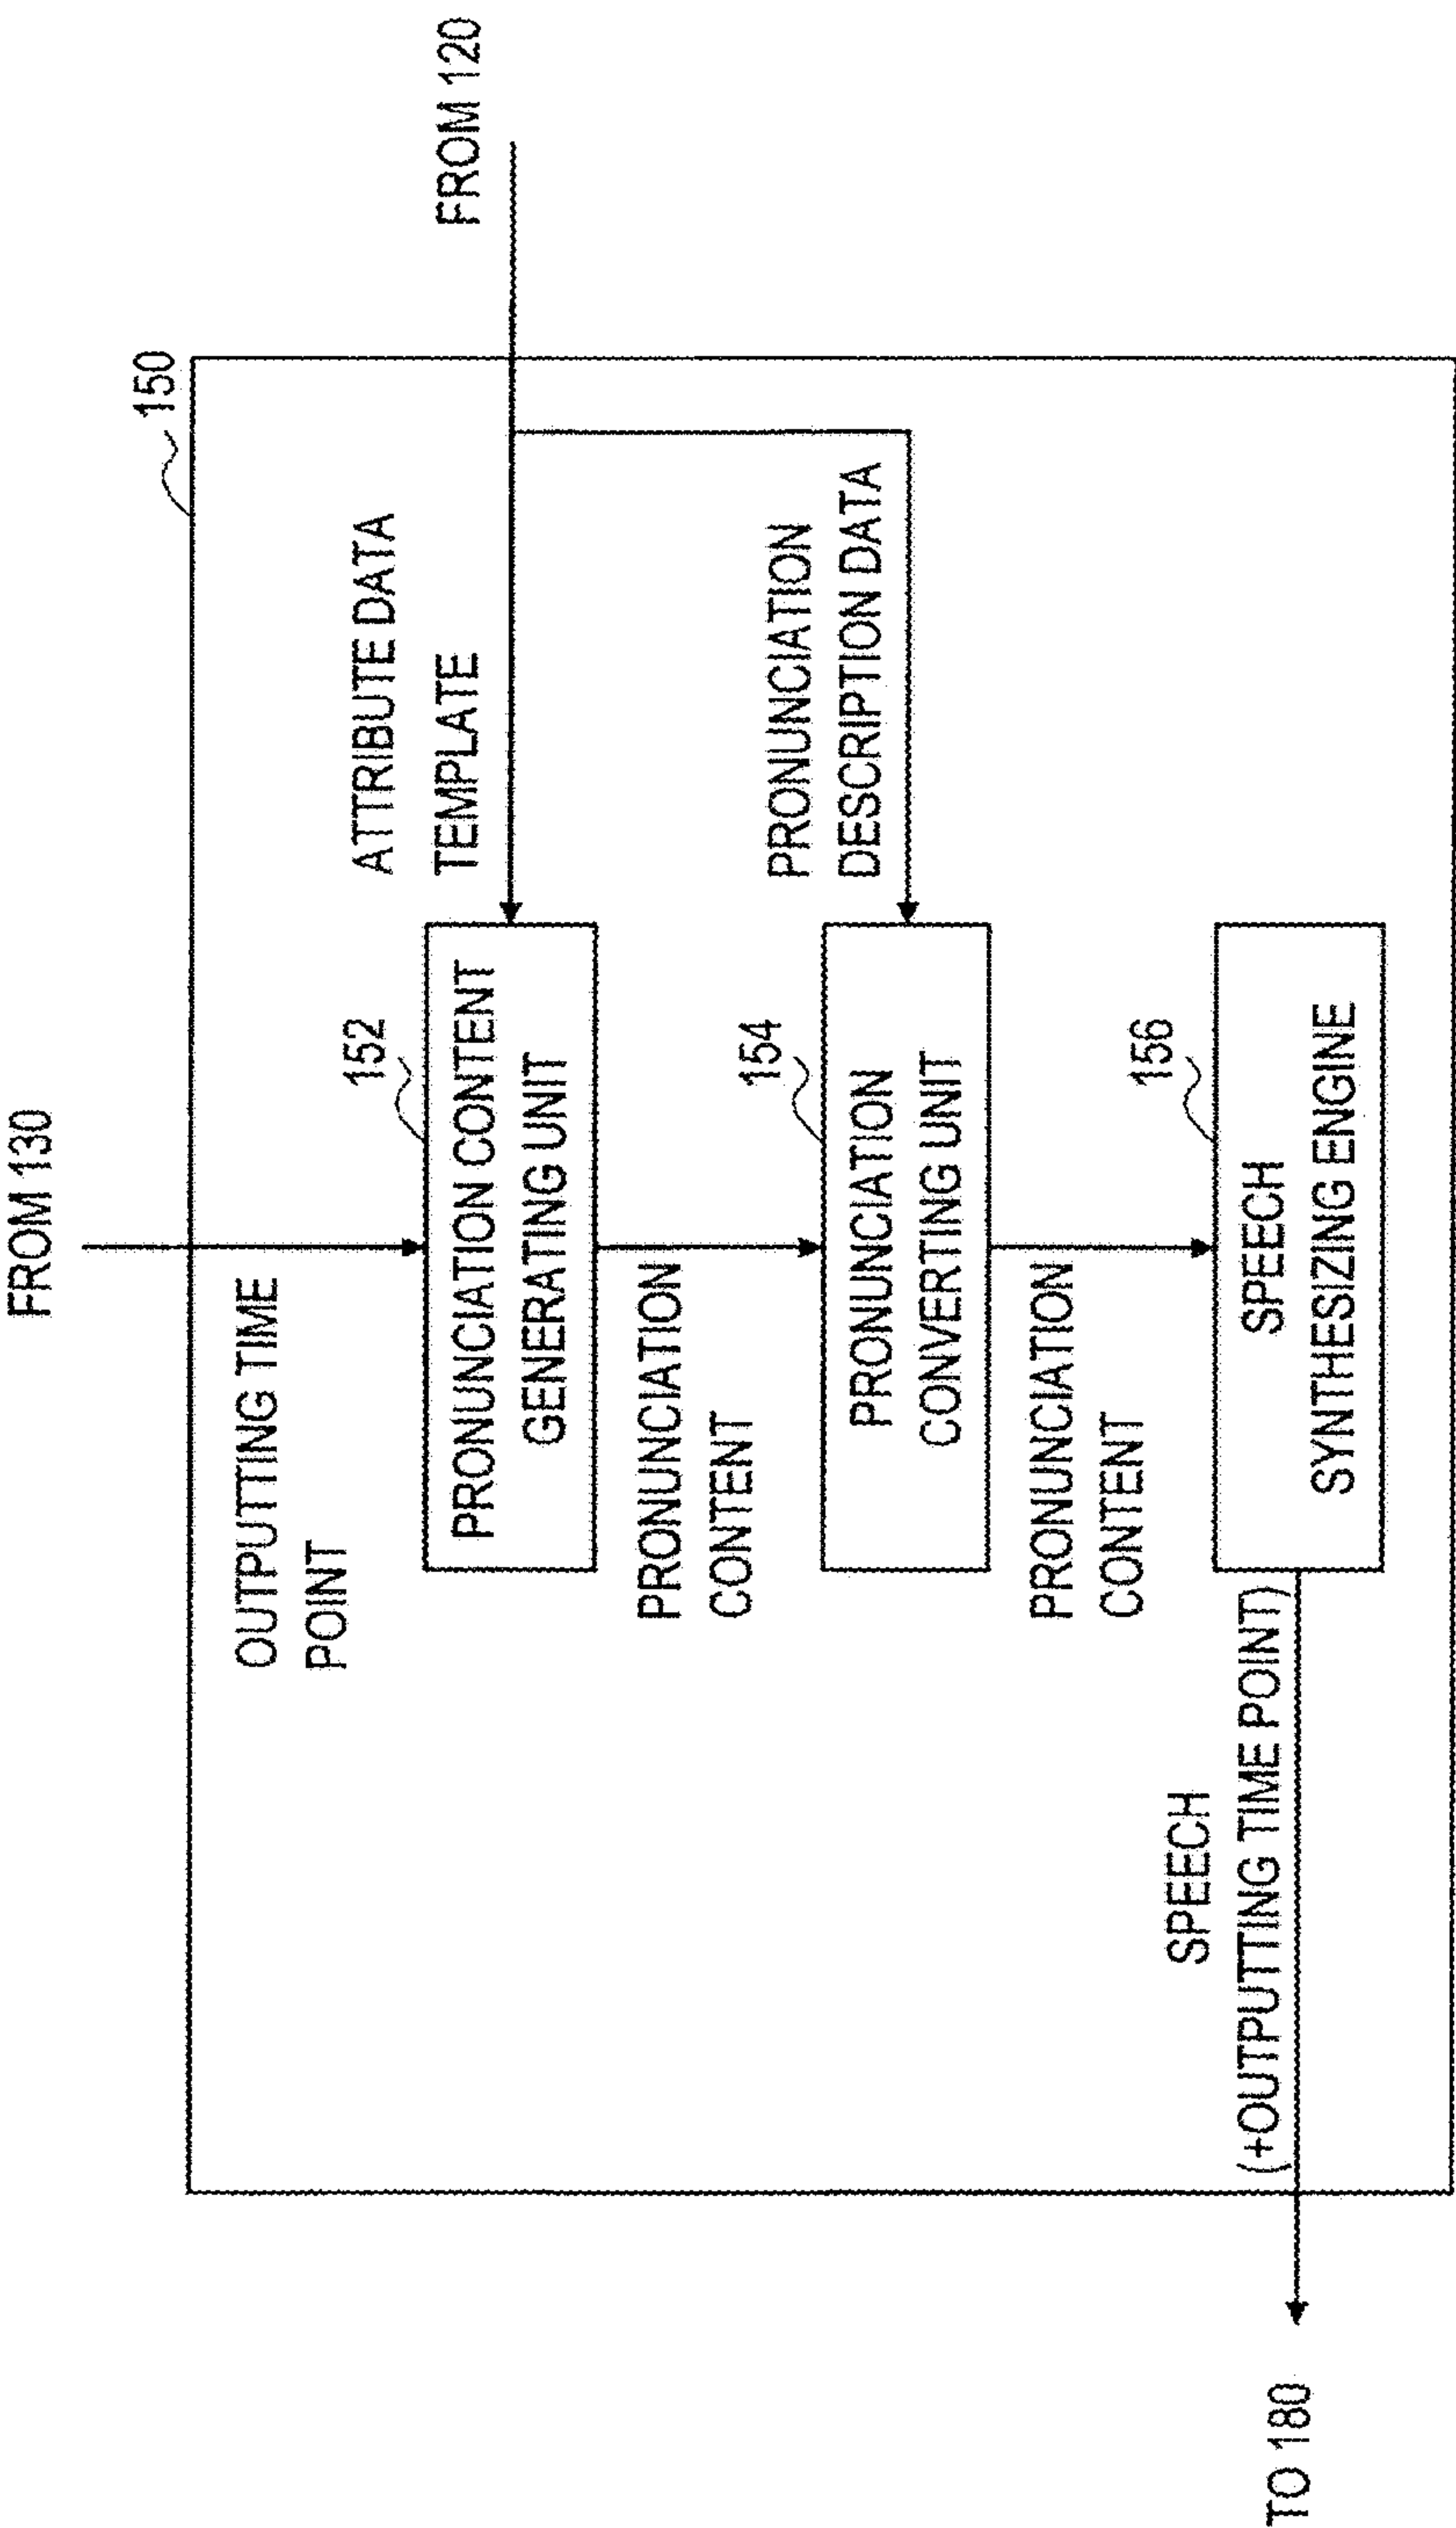 FROM 130
150
OUTPUTTING TIME
POINT
ATTRIBUTE DATA
TEMPLATE
FROM 120
152
PRONUNCIATION CONTENT
GENERATING UNIT
PRONUNCIATION
CONTENT
PRONUNCIATION
DESCRIPTION DATA
154
PRONUNCIATION
CONVERTING UNIT
PRONUNCIATION
CONTENT
156
SPEECH
SYNTHESIZING ENGINE
SPEECH
(+OUTPUTTING TIME POINT)
TO 180